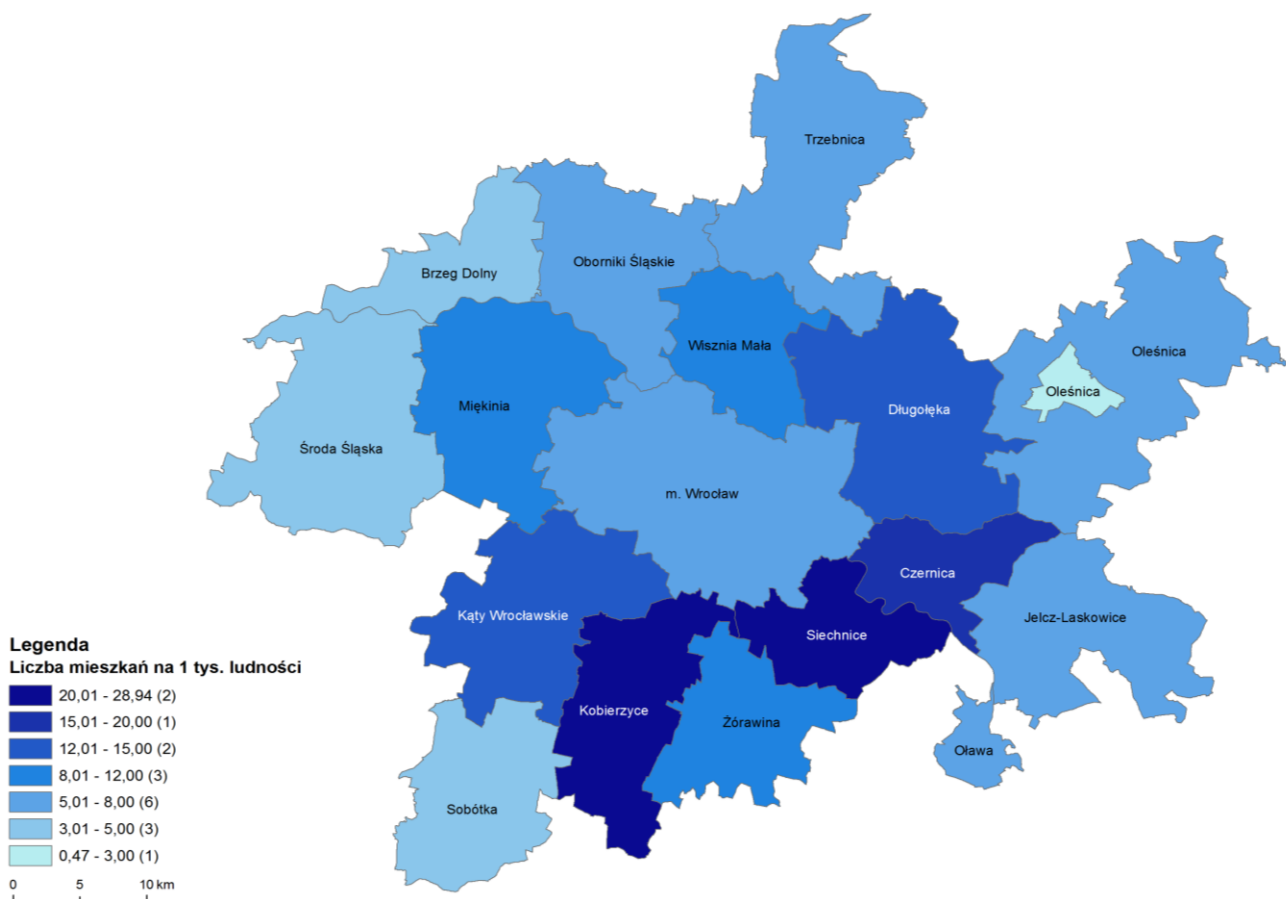 Trzebnica
Oborniki Śląskie
Brzeg Dolny
Wisznia Mała
Oleśnica
Oleśnica
Miękinia
Długołęka
Środa Śląska
m. Wrocław
Czernica
Kąty Wrocławskie
Jelcz-Laskowice
Siechnice
Kobierzyce
Żórawina
Oława
Sobótka
Legenda
Liczba mieszkań na 1 tys. ludności
20,01 - 28,94 (2)
15,01 - 20,00 (1)
12,01 - 15,00 (2)
8,01 - 12,00 (3)
5,01 - 8,00 (6)
3,01 - 5,00 (3)
0,47 - 3,00 (1)
0 5 10 km